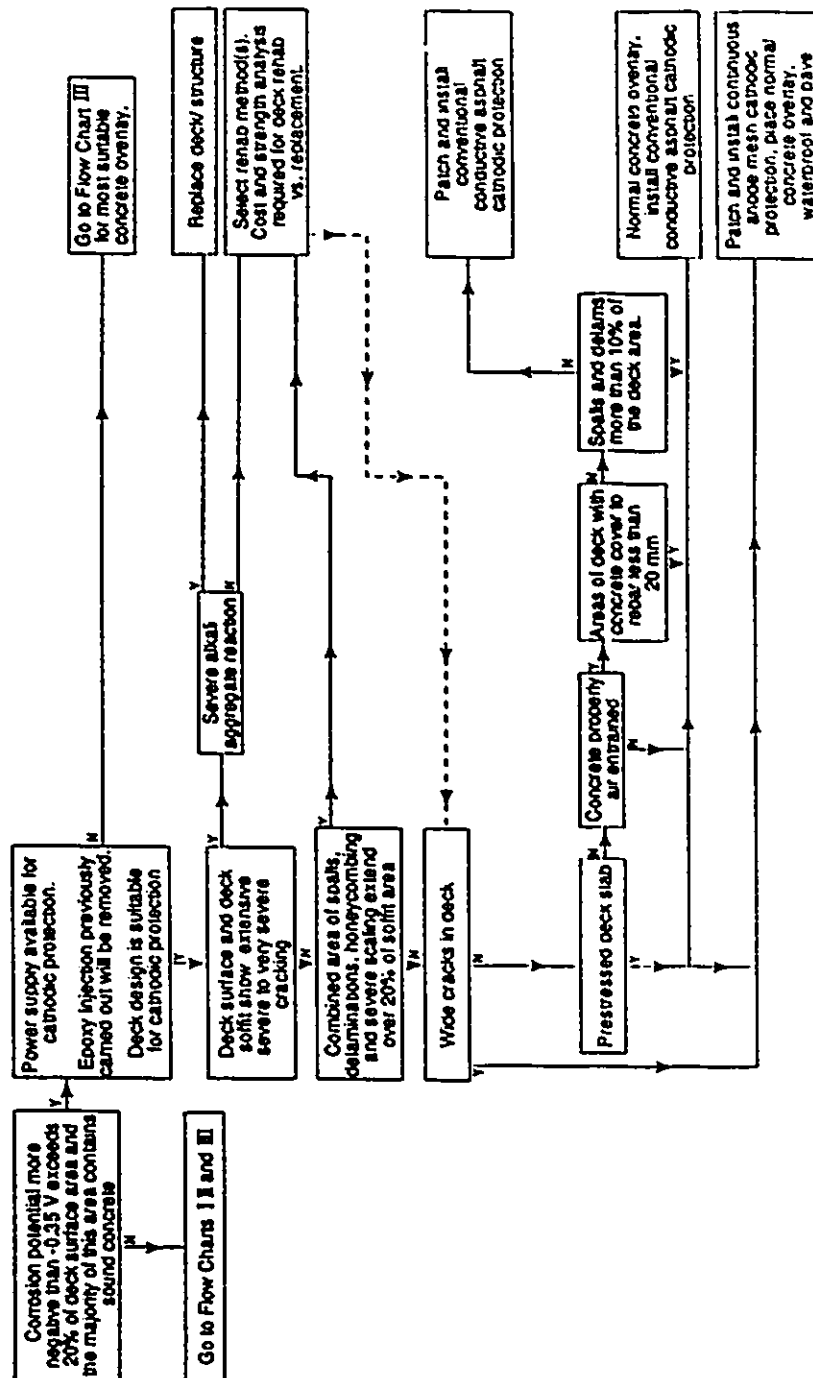 Corrosion potential more
negative than -0.35 V exceeds
20% of deck surface area and
the majority of this area contains
sound concrete
Y
N
Go to Flow Charts I II and III
Power supply available for
cathodic protection.
Epoxy Injection previously
carried out will be removed.
Deck design is suitable
for cathodic protection
N
Y
Go to Flow Chart III
for most suitable
concrete overlay.
Deck surface and deck
soffit show extensive
severe to very severe
cracking
Y
N
Severe alkali
aggregate reaction
Y
N
Replace deck/ structure
Select rehab method(s).
Cost and strength analysis
required for deck rehab
vs. replacement.
Combined area of spalls,
delaminations, honeycombing
and severe scaling extend
over 20% of soffit area
Y
N
Wide cracks in deck
Y
N
Prestressed deck slab
N
Y
Concrete properly
air entrained
Y
N
Areas of deck with
concrete cover to
rebar less than
20 mm
N
Y
Spalls and delams
more than 10% of
the deck area.
N
Y
Patch and install
conventional
conductive asphalt
cathodic protection
Normal concrete overlay,
install conventional
conductive asphalt cathodic
protection
Patch and install continuous
anode mesh cathodic
protection, place normal
concrete overlay,
waterproof and pave